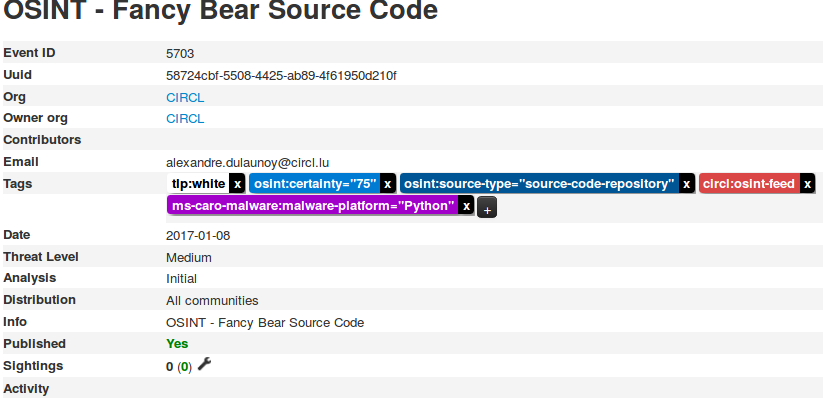 OSINT - Fancy Bear Source Code
Event ID 5703
Uuid 58724cbf-5508-4425-ab89-4f61950d210f
Org CIRCL
Owner org CIRCL
Contributors
Email alexandre.dulaunoy@circl.lu
Tags tlp:white x osint:certainty="75" x osint:source-type="source-code-repository" x circl:osint-feed x
ms-caro-malware:malware-platform="Python" x +
Date 2017-01-08
Threat Level Medium
Analysis Initial
Distribution All communities
Info OSINT - Fancy Bear Source Code
Published Yes
Sightings 0 (0)
Activity